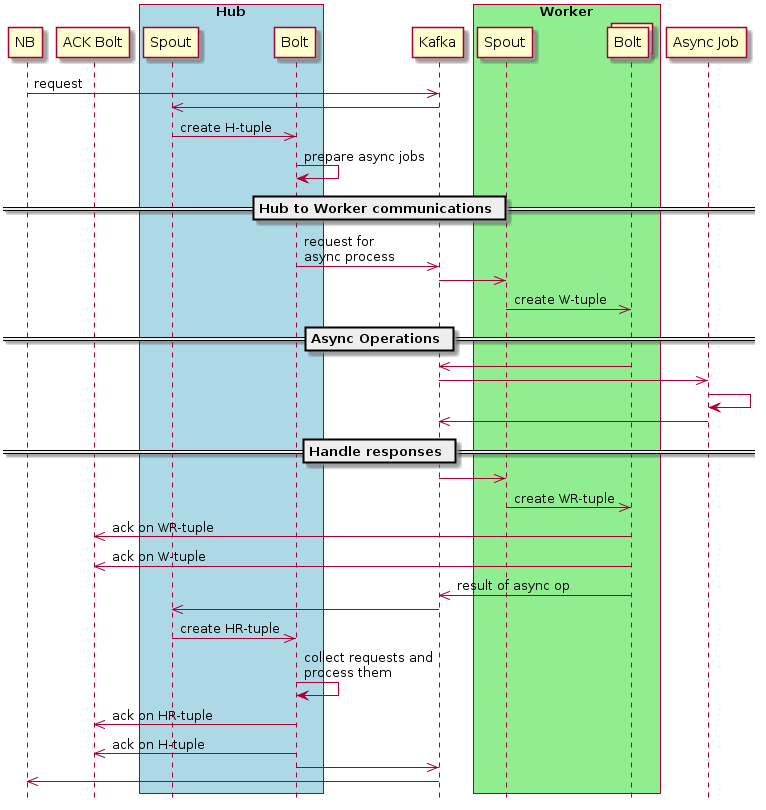 Hub
Worker
NB
ACK Bolt
Spout
Bolt
Kafka
Spout
Bolt
Async Job
request
create H-tuple
prepare async jobs
Hub to Worker communications
request for
async process
create W-tuple
Async Operations
Handle responses
create WR-tuple
ack on WR-tuple
ack on W-tuple
result of async op
create HR-tuple
collect requests and
process them
ack on HR-tuple
ack on H-tuple